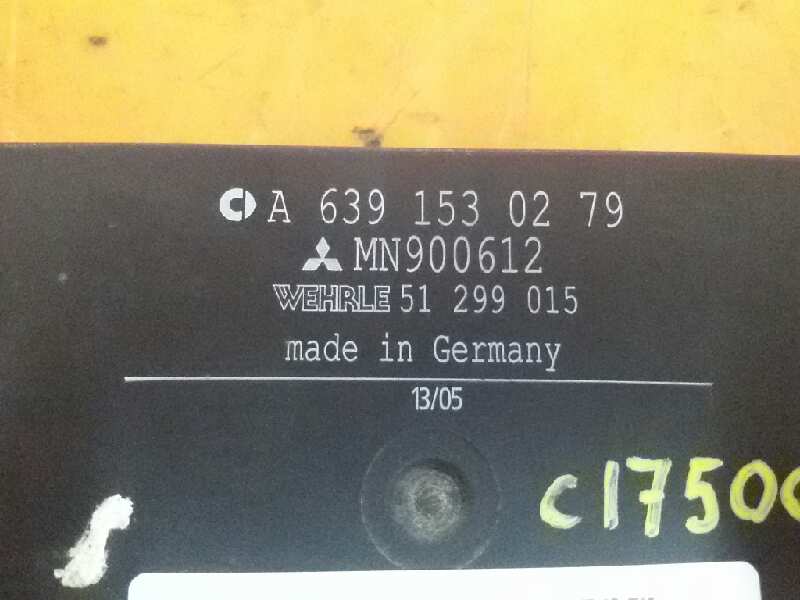 A 639 153 02 79
MN900612
WEHRLE 51 299 015
made in Germany
13/05
C1750